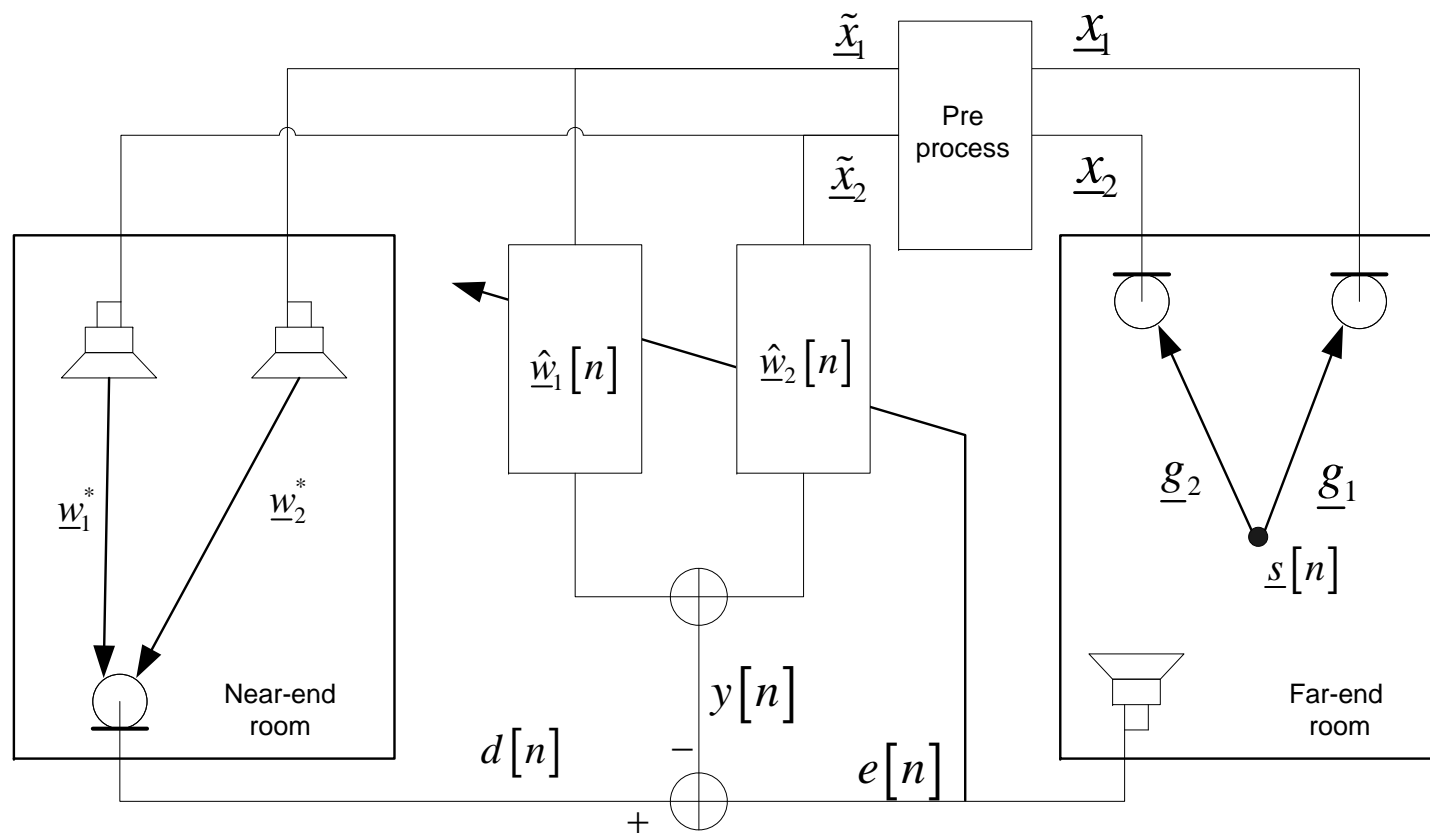 x̃₁
x₁
Pre
process
x̃₂
x₂
ŵ₁[n]
ŵ₂[n]
w₁*
w₂*
g₂
g₁
s[n]
Near-end
room
y[n]
Far-end
room
d[n]
−
e[n]
+